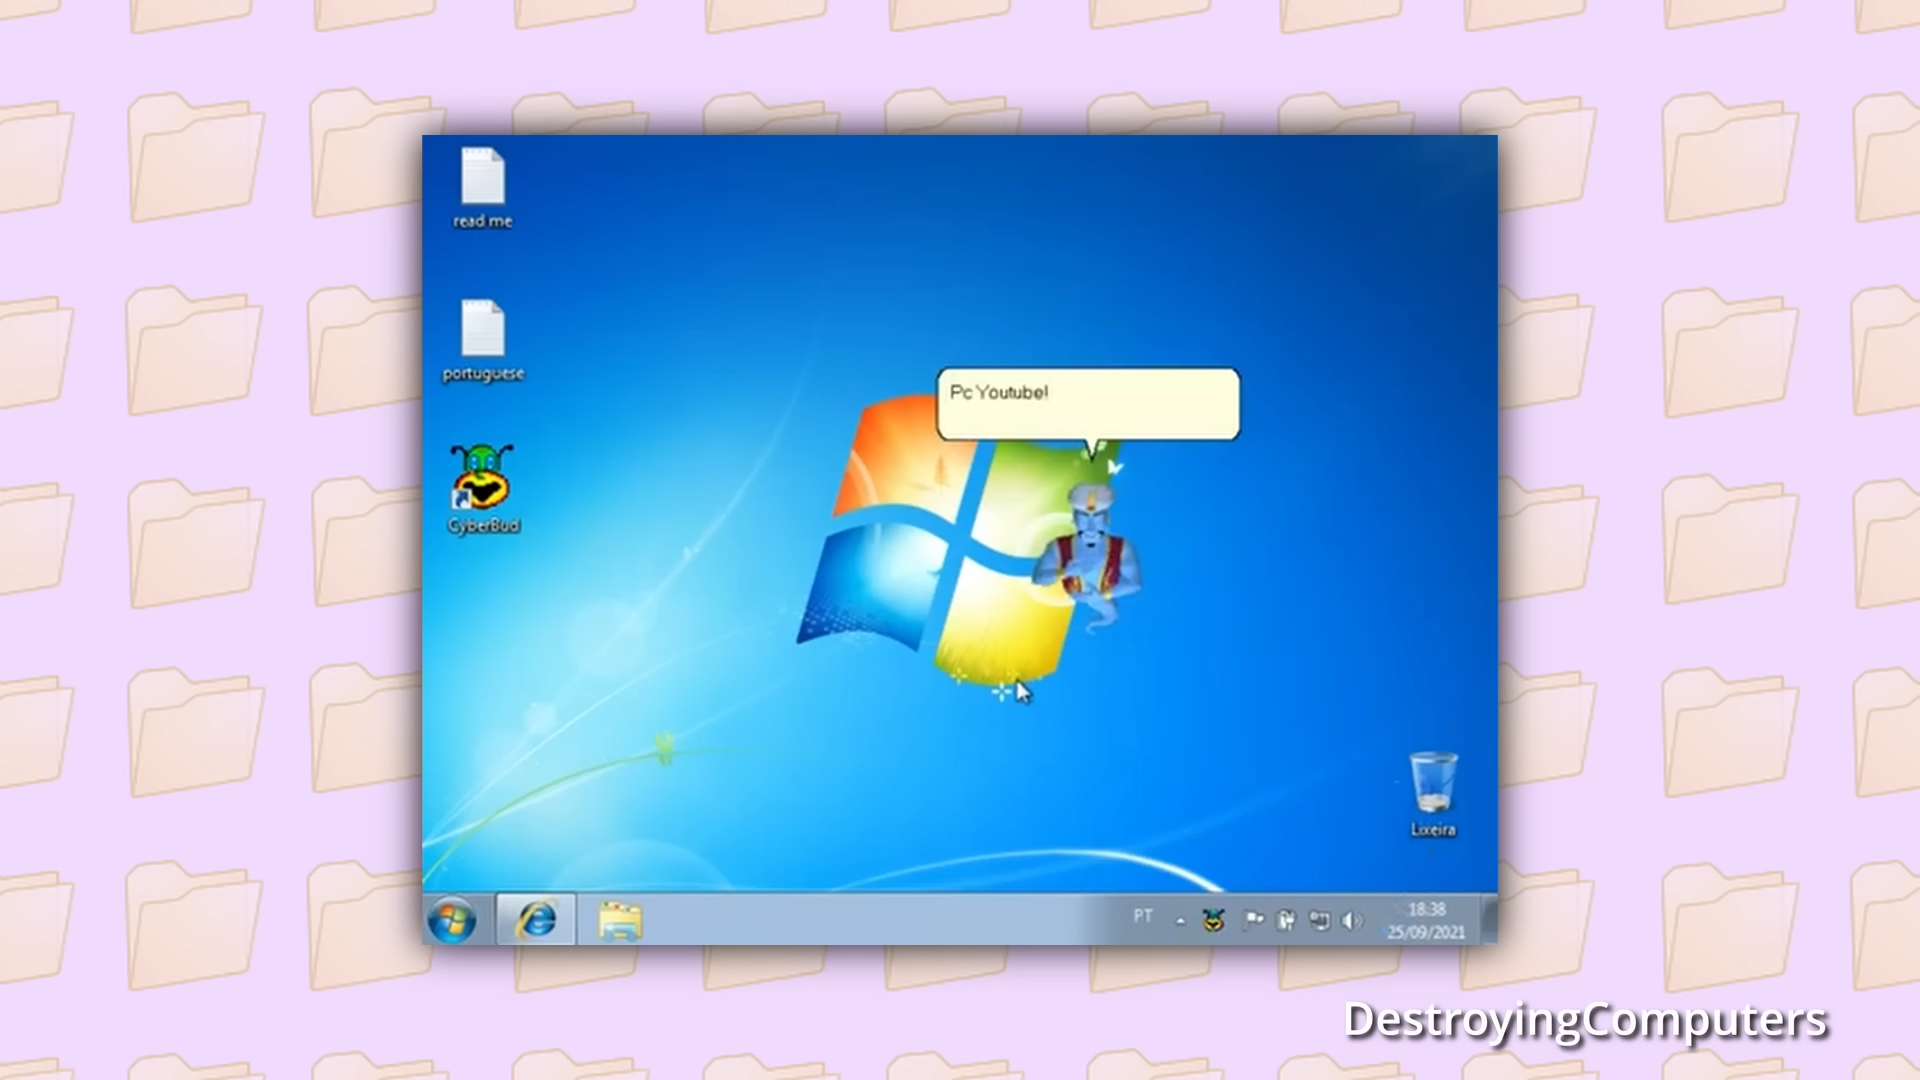 read me
portuguese
CyberBud
Pc Youtube!
Lixeira
PT
18:38
25/09/2021
DestroyingComputers